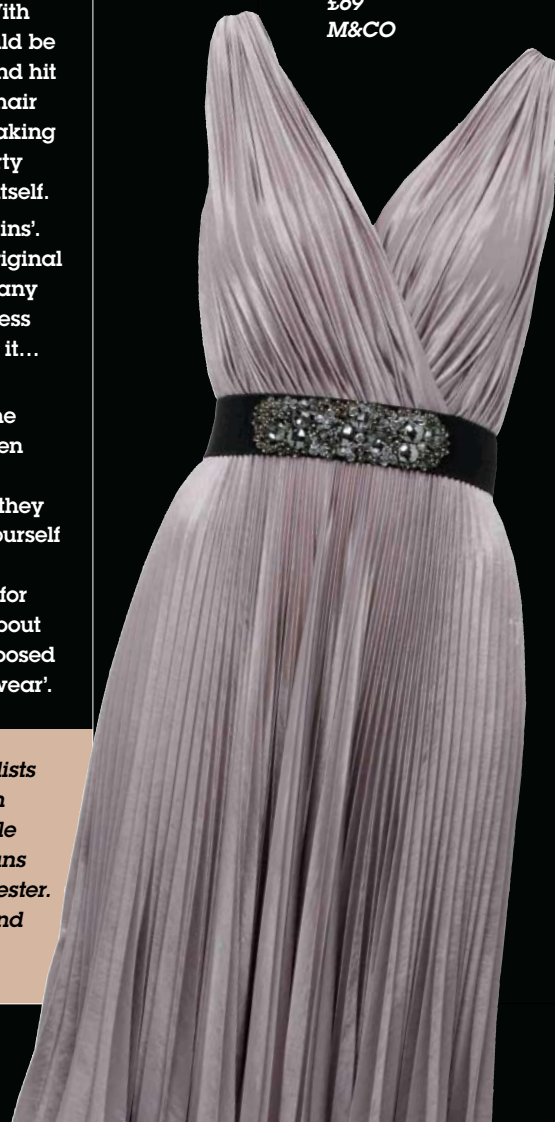 ith
ld be
nd hit
hair
aking
rty
tself.
ins’.
riginal
any
ess
it…
ne
en
they
ourself
for
bout
posed
wear’.
lists
n
le
ans
ester.
nd
£69
M&CO